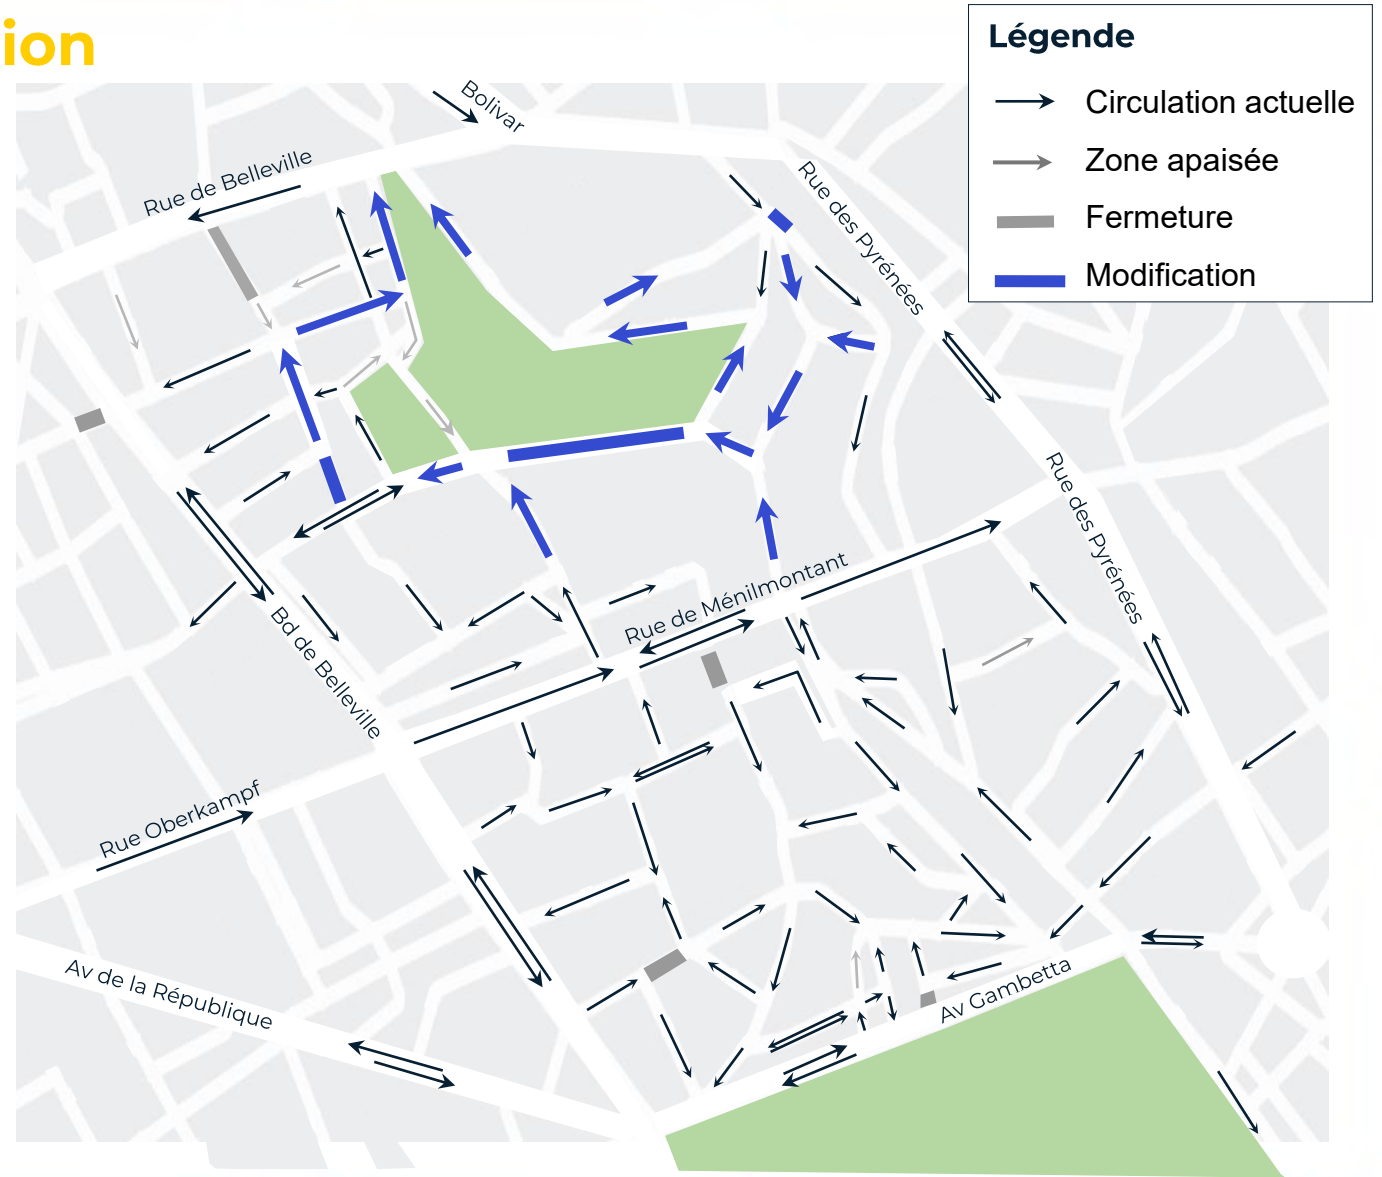 ion
Légende
Circulation actuelle
Zone apaisée
Fermeture
Modification
Bolivar
Rue de Belleville
Rue des Pyrénées
Rue des Pyrénées
Rue de Ménilmontant
Bd de Belleville
Rue Oberkampf
Av de la République
Av Gambetta